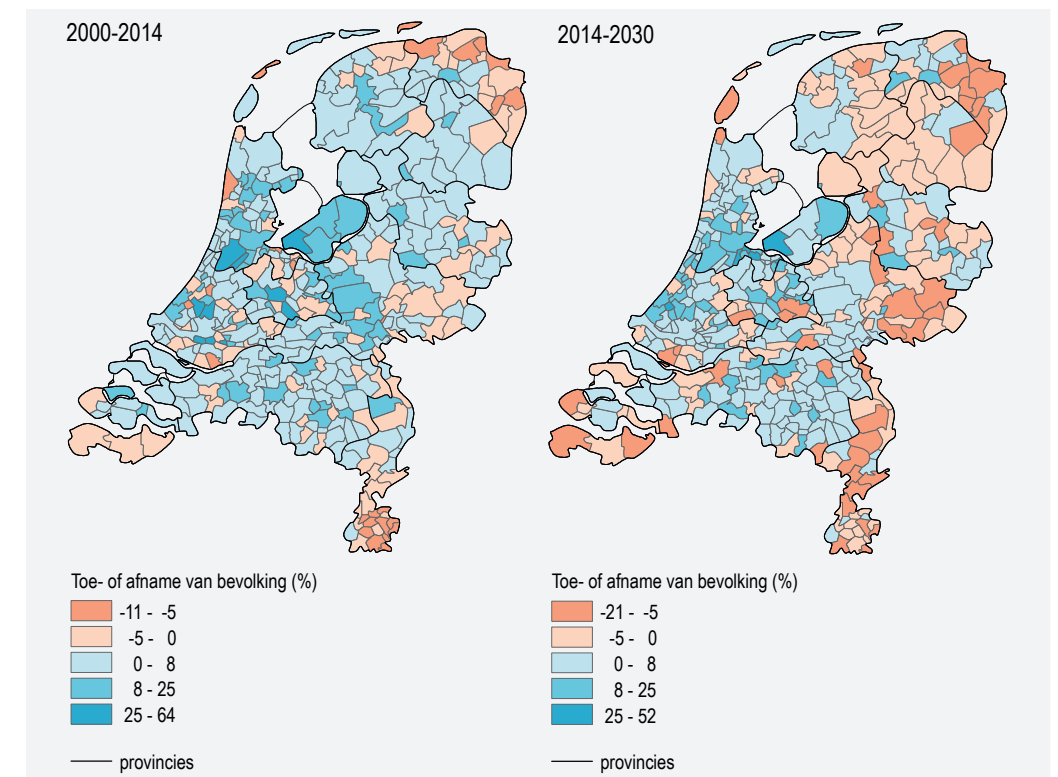 2000-2014
2014-2030
Toe- of afname van bevolking (%)
-11 - -5
-5 - 0
0 - 8
8 - 25
25 - 64
provincies
Toe- of afname van bevolking (%)
-21 - -5
-5 - 0
0 - 8
8 - 25
25 - 52
provincies